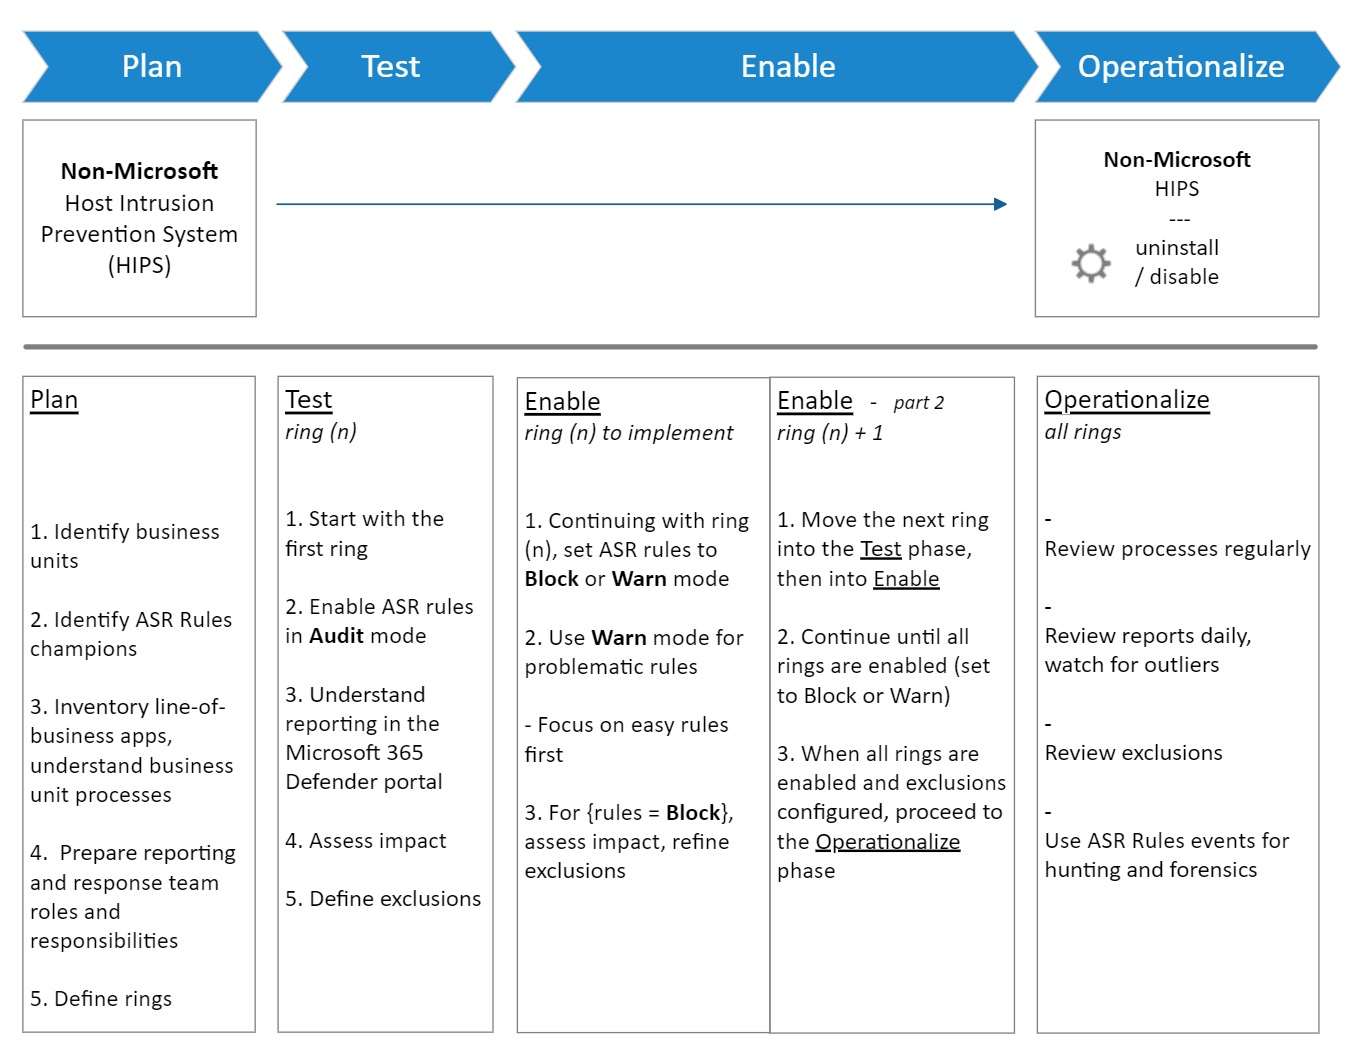 Plan
Test
Enable
Operationalize
Non-Microsoft
Host Intrusion
Prevention System
(HIPS)
Non-Microsoft
HIPS
---
uninstall
/ disable
Plan
1. Identify business
units
2. Identify ASR Rules
champions
3. Inventory line-of-
business apps,
understand business
unit processes
4.  Prepare reporting
and response team
roles and
responsibilities
5. Define rings
Test
ring (n)
1. Start with the
first ring
2. Enable ASR rules
in Audit mode
3. Understand
reporting in the
Microsoft 365
Defender portal
4. Assess impact
5. Define exclusions
Enable
ring (n) to implement
1. Continuing with ring
(n), set ASR rules to
Block or Warn mode
2. Use Warn mode for
problematic rules
- Focus on easy rules
first
3. For {rules = Block},
assess impact, refine
exclusions
Enable - part 2
ring (n) + 1
1. Move the next ring
into the Test phase,
then into Enable
2. Continue until all
rings are enabled (set
to Block or Warn)
3. When all rings are
enabled and exclusions
configured, proceed to
the Operationalize
phase
Operationalize
all rings
-
Review processes regularly
-
Review reports daily,
watch for outliers
-
Review exclusions
-
Use ASR Rules events for
hunting and forensics